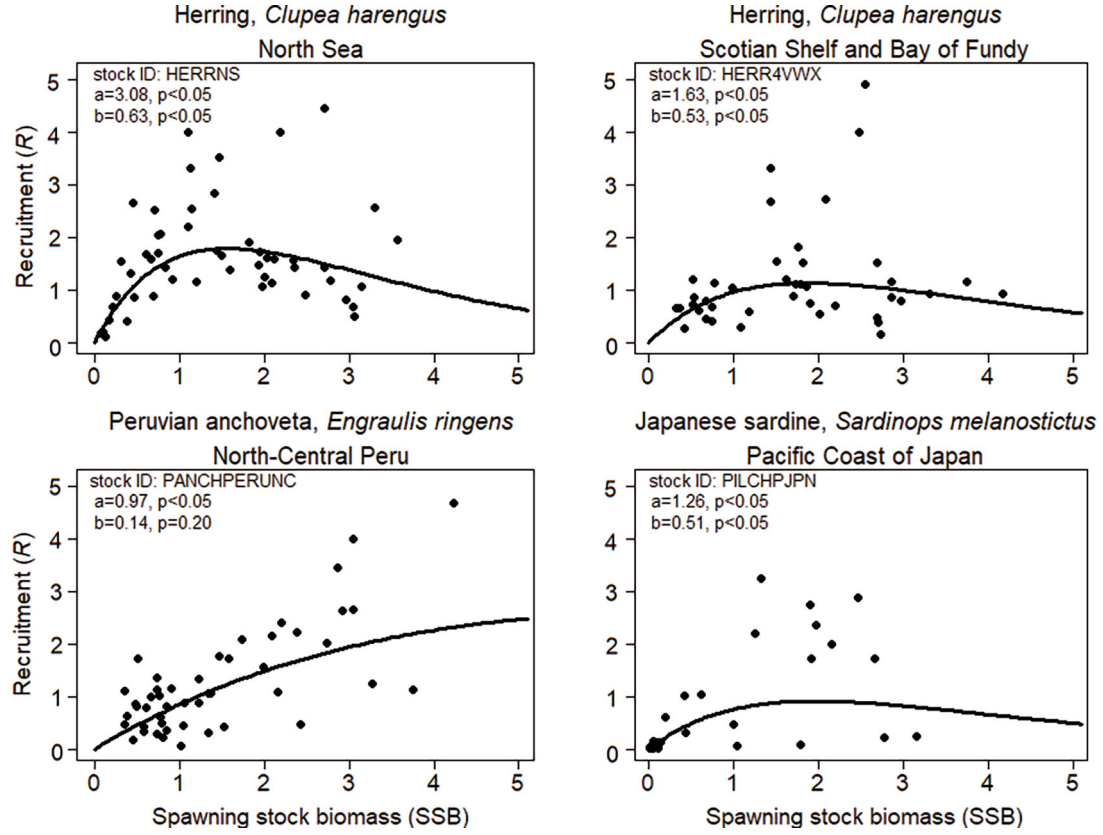 Herring, Clupea harengus
North Sea
stock ID: HERRNS
a=3.08, p<0.05
b=0.63, p<0.05
Recruitment (R)
5
4
3
2
1
0
0 1 2 3 4 5
Herring, Clupea harengus
Scotian Shelf and Bay of Fundy
stock ID: HERR4VWX
a=1.63, p<0.05
b=0.53, p<0.05
5
4
3
2
1
0
0 1 2 3 4 5
Peruvian anchoveta, Engraulis ringens
North-Central Peru
stock ID: PANCHPERUNC
a=0.97, p<0.05
b=0.14, p=0.20
Recruitment (R)
5
4
3
2
1
0
0 1 2 3 4 5
Spawning stock biomass (SSB)
Japanese sardine, Sardinops melanostictus
Pacific Coast of Japan
stock ID: PILCHPJPN
a=1.26, p<0.05
b=0.51, p<0.05
5
4
3
2
1
0
0 1 2 3 4 5
Spawning stock biomass (SSB)